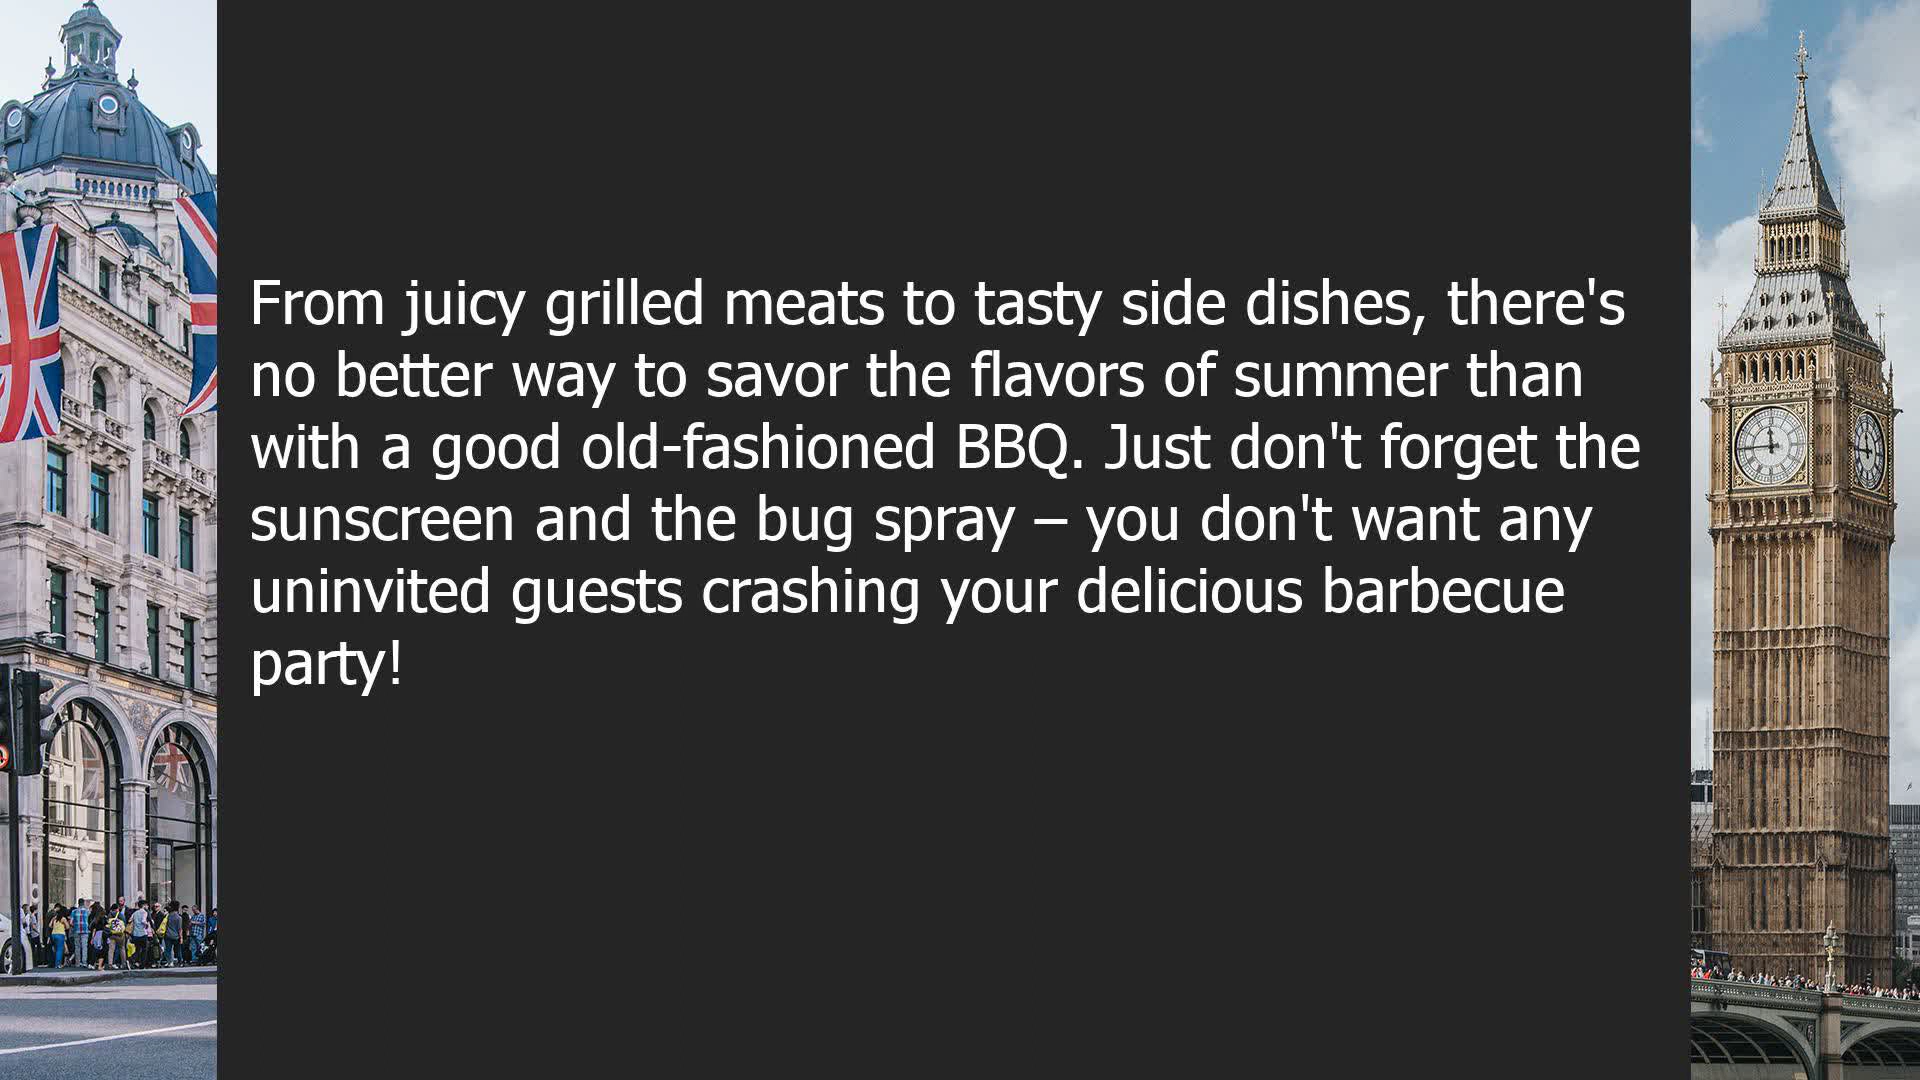 From juicy grilled meats to tasty side dishes, there's
no better way to savor the flavors of summer than
with a good old-fashioned BBQ. Just don't forget the
sunscreen and the bug spray – you don't want any
uninvited guests crashing your delicious barbecue
party!